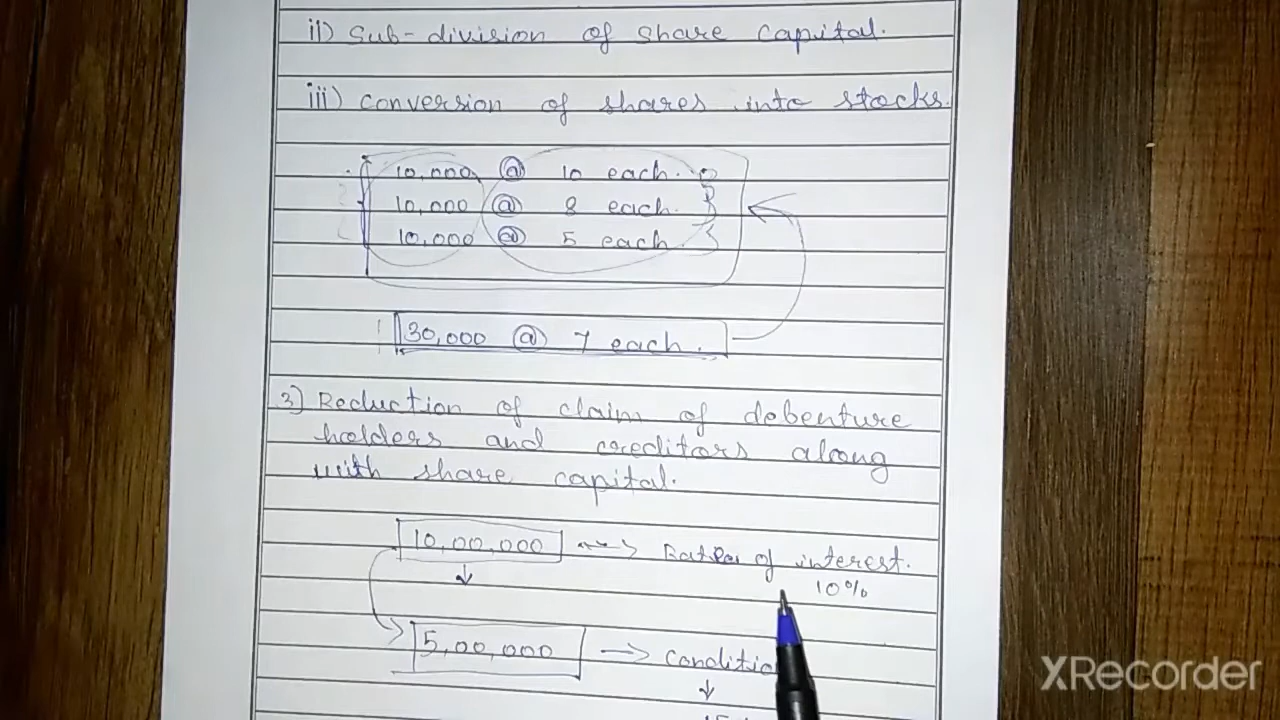 ii) Sub-division of share capital.
iii) conversion of shares into stocks.
10,000 @ 10 each.
10,000 @ 8 each.
10,000 @ 5 each
30,000 @ 7 each.
3) Reduction of claim of debenture
holders and creditors along
with share capital.
10,00,000 → of interest.
10%
5,00,000 → conditio
XRecorder